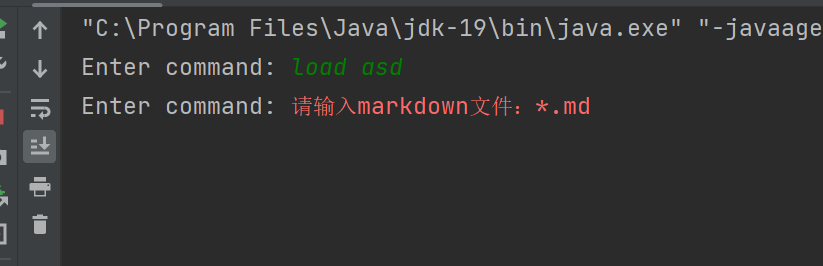 "C:\Program Files\Java\jdk-19\bin\java.exe" "-javaage
Enter command: load asd
Enter command: 请输入markdown文件：*.md